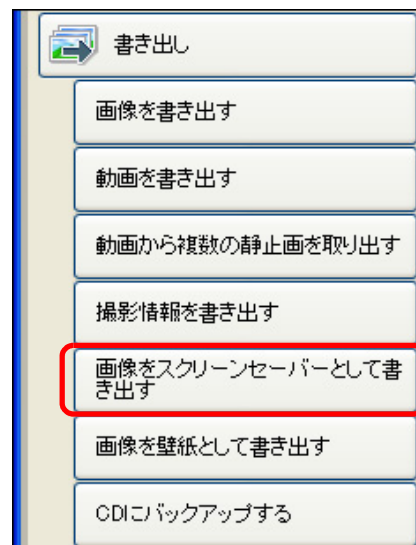 書き出し
画像を書き出す
動画を書き出す
動画から複数の静止画を取り出す
撮影情報を書き出す
画像をスクリーンセーバーとして書
き出す
画像を壁紙として書き出す
CDにバックアップする